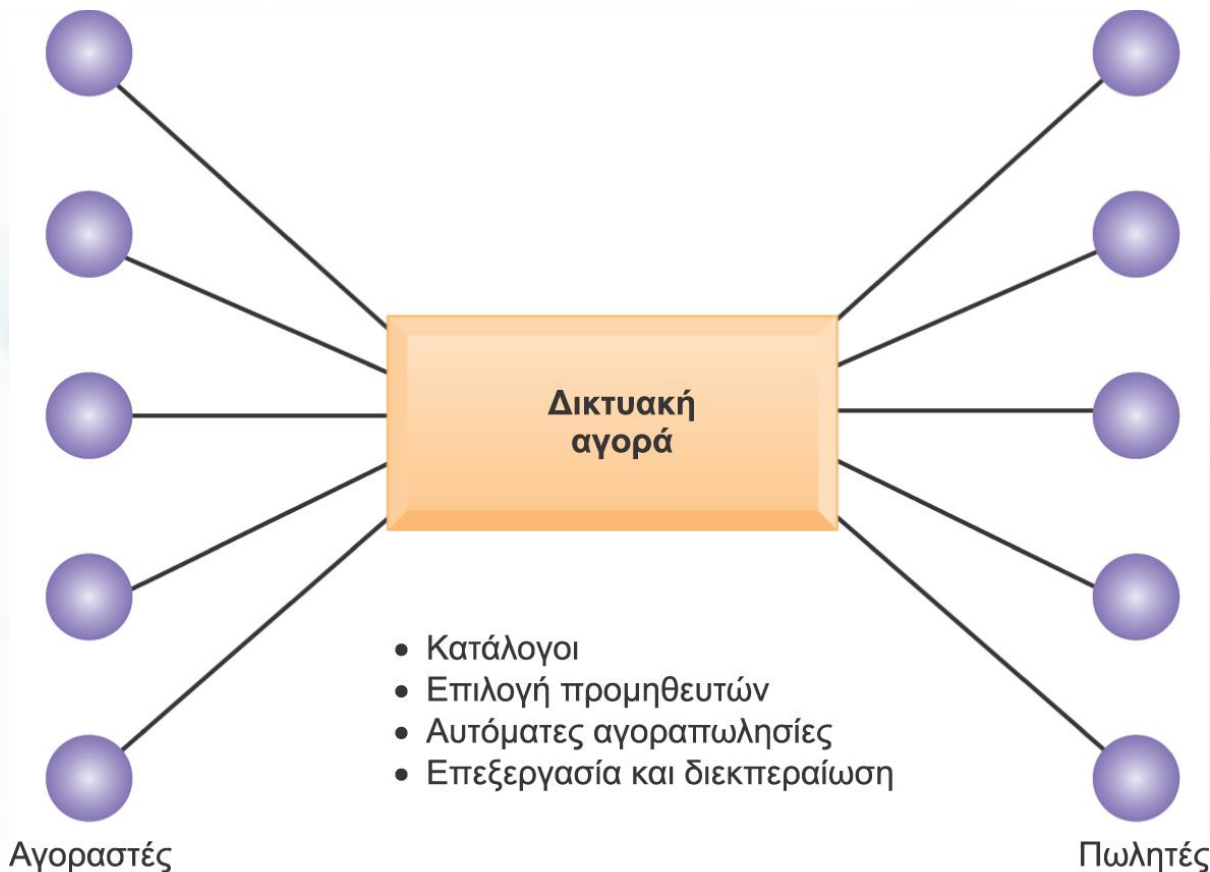 Δικτυακή
αγορά
• Κατάλογοι
• Επιλογή προμηθευτών
• Αυτόματες αγοραπωλησίες
• Επεξεργασία και διεκπεραίωση
Αγοραστές
Πωλητές